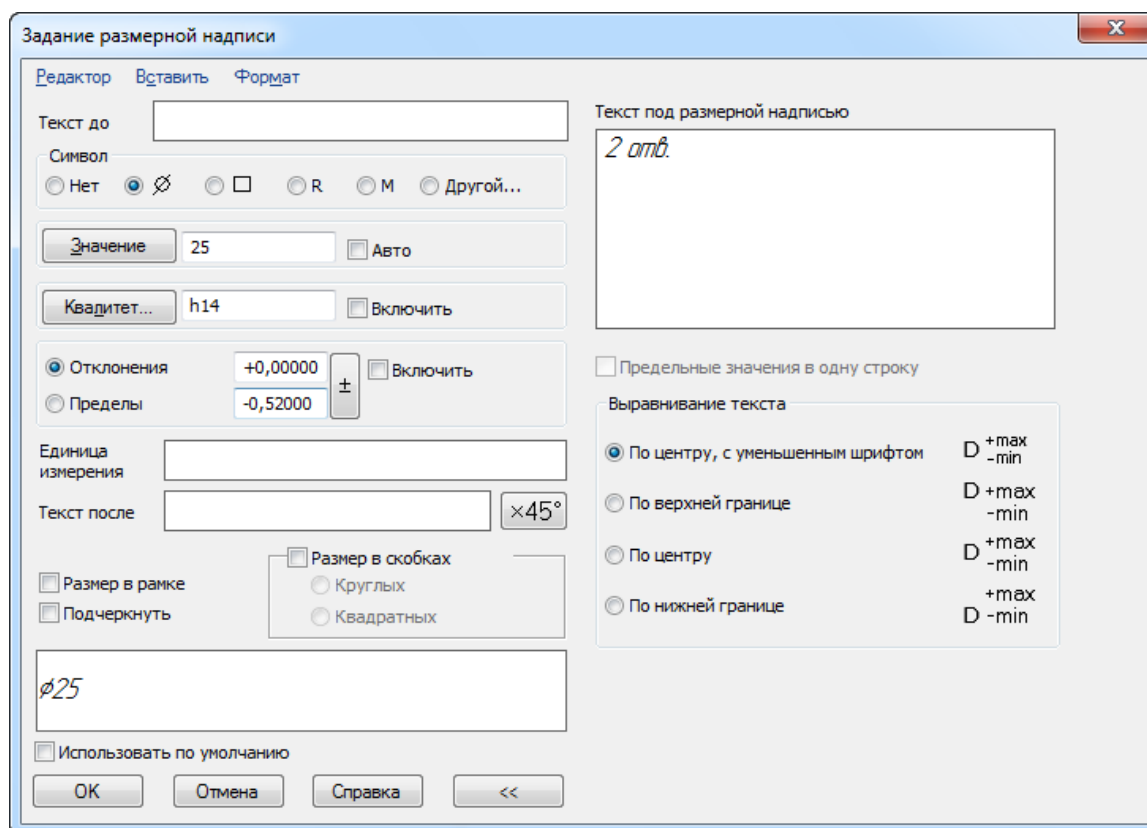 Задание размерной надписи
Редактор Вставить Формат
Текст до
Символ
Нет ∅ □ R M Другой...
Значение 25 Авто
Квалитет... h14 Включить
Отклонения +0,00000 ± Включить
Пределы -0,52000
Единица
измерения
Текст после ×45°
Размер в скобках
Размер в рамке
Круглых
Подчеркнуть
Квадратных
∅25
Использовать по умолчанию
OK Отмена Справка <<
Текст под размерной надписью
2 отв.
Предельные значения в одну строку
Выравнивание текста
По центру, с уменьшенным шрифтом D +max
-min
По верхней границе D +max
-min
По центру D +max
-min
По нижней границе +max
D -min